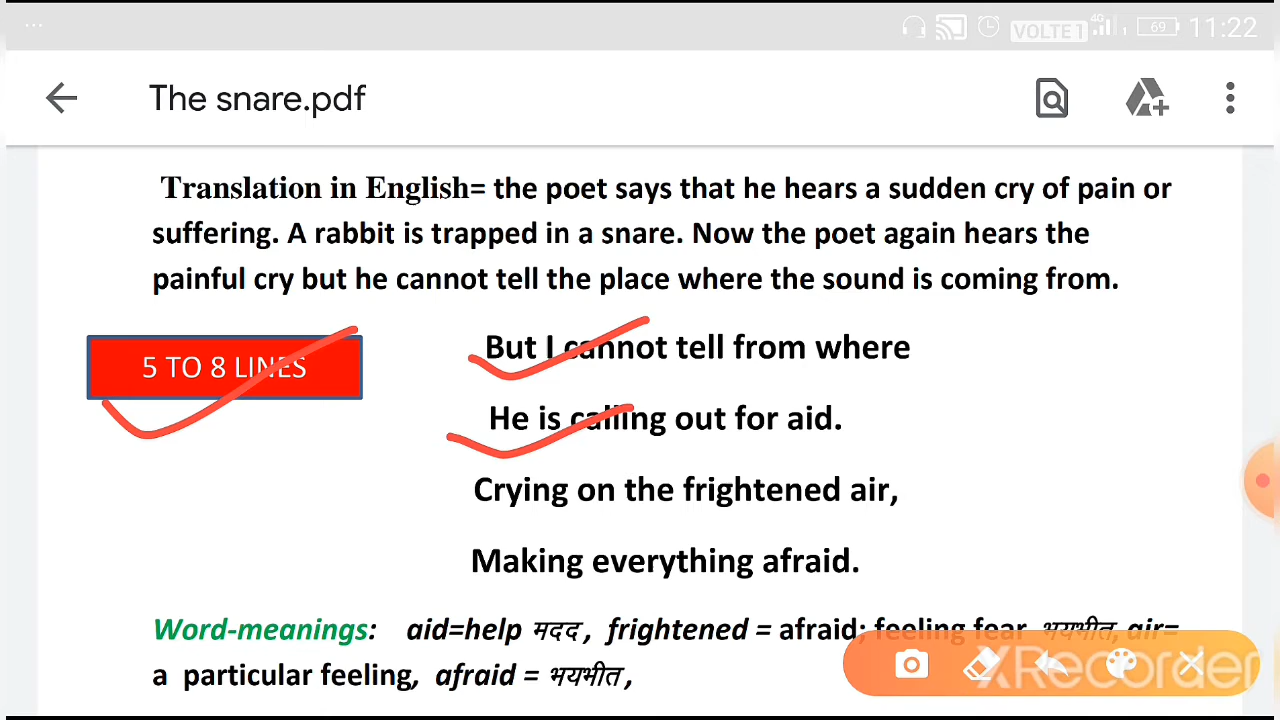 VOLTE 1 4G 69 11:22
The snare.pdf
Translation in English= the poet says that he hears a sudden cry of pain or
suffering. A rabbit is trapped in a snare. Now the poet again hears the
painful cry but he cannot tell the place where the sound is coming from.
5 TO 8 LINES
But I cannot tell from where
He is calling out for aid.
Crying on the frightened air,
Making everything afraid.
Word-meanings: aid=help मदद , frightened = afraid; feeling fear भयभीत, air=
a particular feeling, afraid = भयभीत ,
XRecorder